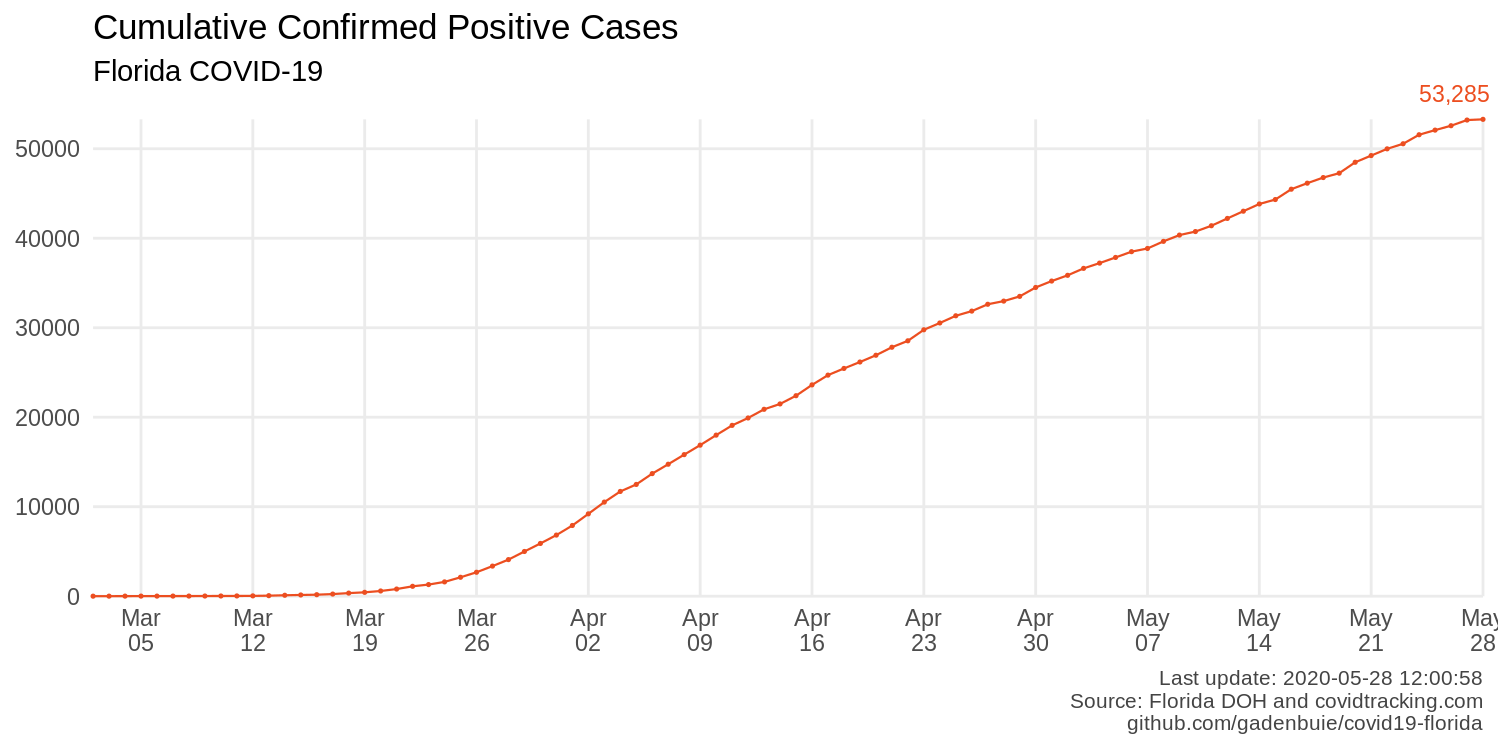 Cumulative Confirmed Positive Cases
Florida COVID-19
53,285
50000
40000
30000
20000
10000
0
Mar Mar Mar Mar Apr Apr Apr Apr Apr May May May May
05 12 19 26 02 09 16 23 30 07 14 21 28
Last update: 2020-05-28 12:00:58
Source: Florida DOH and covidtracking.com
github.com/gadenbuie/covid19-florida